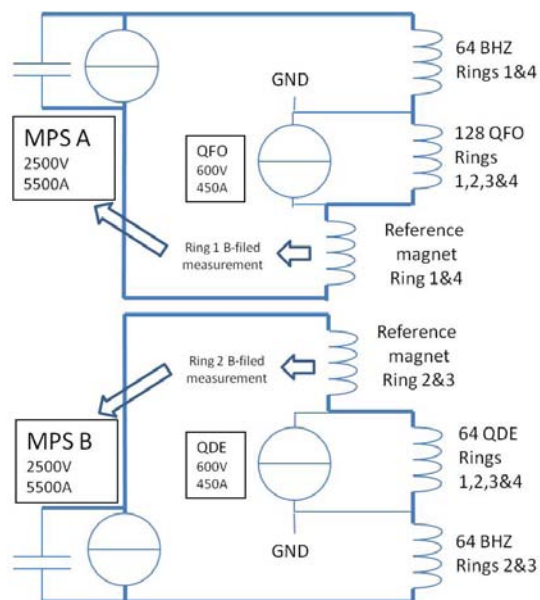 64 BHZ
Rings 1&4
GND
MPS A
2500V
5500A
QFO
600V
450A
128 QFO
Rings
1,2,3&4
Ring 1 B-filed
measurement
Reference
magnet
Ring 1&4
Ring 2 B-filed
measurement
Reference
magnet
Ring 2&3
MPS B
2500V
5500A
QDE
600V
450A
64 QDE
Rings
1,2,3&4
GND
64 BHZ
Rings 2&3